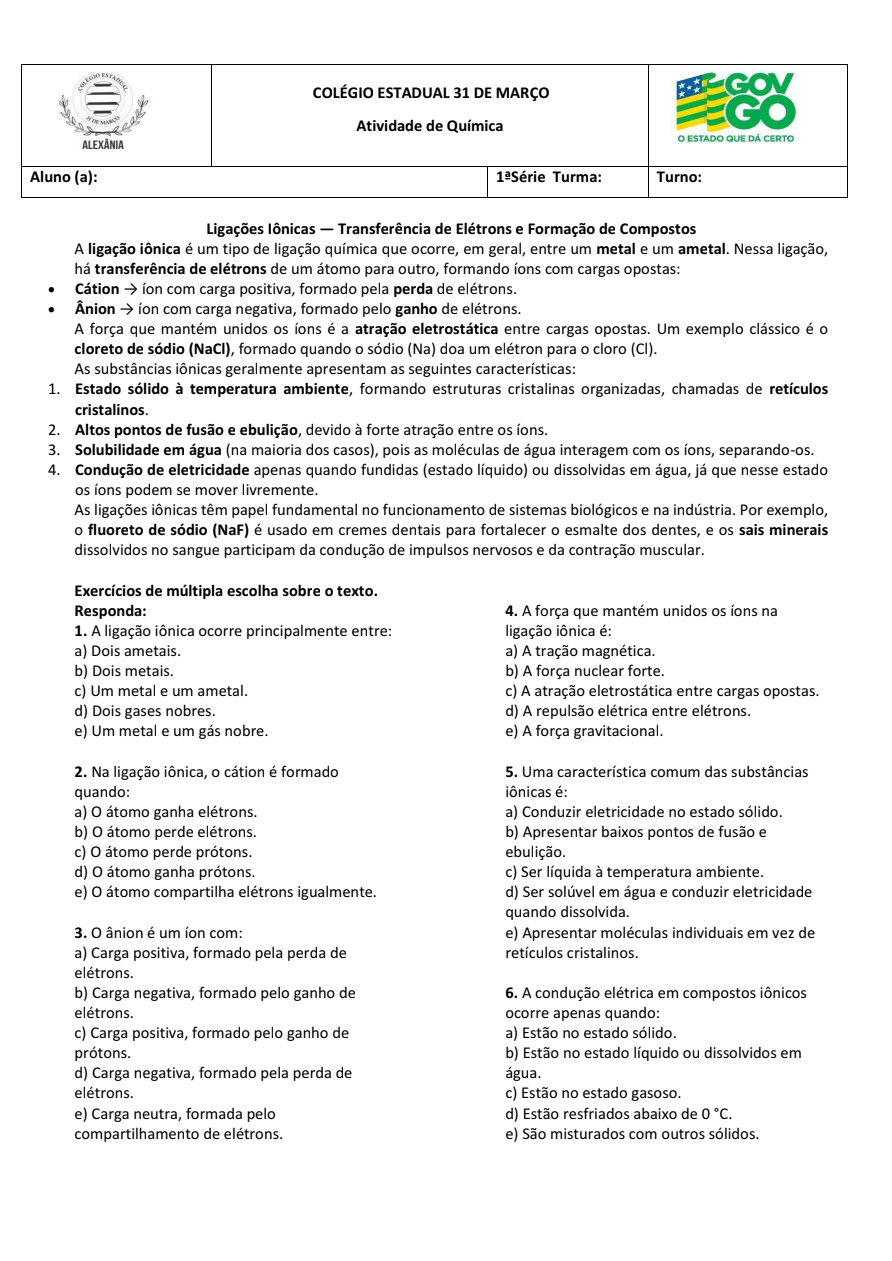 COLÉGIO ESTADUAL
31 DE MARÇO
ALEXÂNIA
COLÉGIO ESTADUAL 31 DE MARÇO
Atividade de Química
GOV
GO
O ESTADO QUE DÁ CERTO
Aluno (a):
1ªSérie Turma:
Turno:
Ligações Iônicas — Transferência de Elétrons e Formação de Compostos
A ligação iônica é um tipo de ligação química que ocorre, em geral, entre um metal e um ametal. Nessa ligação,
há transferência de elétrons de um átomo para outro, formando íons com cargas opostas:
• Cátion → íon com carga positiva, formado pela perda de elétrons.
• Ânion → íon com carga negativa, formado pelo ganho de elétrons.
A força que mantém unidos os íons é a atração eletrostática entre cargas opostas. Um exemplo clássico é o
cloreto de sódio (NaCl), formado quando o sódio (Na) doa um elétron para o cloro (Cl).
As substâncias iônicas geralmente apresentam as seguintes características:
1. Estado sólido à temperatura ambiente, formando estruturas cristalinas organizadas, chamadas de retículos
cristalinos.
2. Altos pontos de fusão e ebulição, devido à forte atração entre os íons.
3. Solubilidade em água (na maioria dos casos), pois as moléculas de água interagem com os íons, separando-os.
4. Condução de eletricidade apenas quando fundidas (estado líquido) ou dissolvidas em água, já que nesse estado
os íons podem se mover livremente.
As ligações iônicas têm papel fundamental no funcionamento de sistemas biológicos e na indústria. Por exemplo,
o fluoreto de sódio (NaF) é usado em cremes dentais para fortalecer o esmalte dos dentes, e os sais minerais
dissolvidos no sangue participam da condução de impulsos nervosos e da contração muscular.
Exercícios de múltipla escolha sobre o texto.
Responda:
1. A ligação iônica ocorre principalmente entre:
a) Dois ametais.
b) Dois metais.
c) Um metal e um ametal.
d) Dois gases nobres.
e) Um metal e um gás nobre.
2. Na ligação iônica, o cátion é formado
quando:
a) O átomo ganha elétrons.
b) O átomo perde elétrons.
c) O átomo perde prótons.
d) O átomo ganha prótons.
e) O átomo compartilha elétrons igualmente.
3. O ânion é um íon com:
a) Carga positiva, formado pela perda de
elétrons.
b) Carga negativa, formado pelo ganho de
elétrons.
c) Carga positiva, formado pelo ganho de
prótons.
d) Carga negativa, formado pela perda de
elétrons.
e) Carga neutra, formada pelo
compartilhamento de elétrons.
4. A força que mantém unidos os íons na
ligação iônica é:
a) A tração magnética.
b) A força nuclear forte.
c) A atração eletrostática entre cargas opostas.
d) A repulsão elétrica entre elétrons.
e) A força gravitacional.
5. Uma característica comum das substâncias
iônicas é:
a) Conduzir eletricidade no estado sólido.
b) Apresentar baixos pontos de fusão e
ebulição.
c) Ser líquida à temperatura ambiente.
d) Ser solúvel em água e conduzir eletricidade
quando dissolvida.
e) Apresentar moléculas individuais em vez de
retículos cristalinos.
6. A condução elétrica em compostos iônicos
ocorre apenas quando:
a) Estão no estado sólido.
b) Estão no estado líquido ou dissolvidos em
água.
c) Estão no estado gasoso.
d) Estão resfriados abaixo de 0 °C.
e) São misturados com outros sólidos.